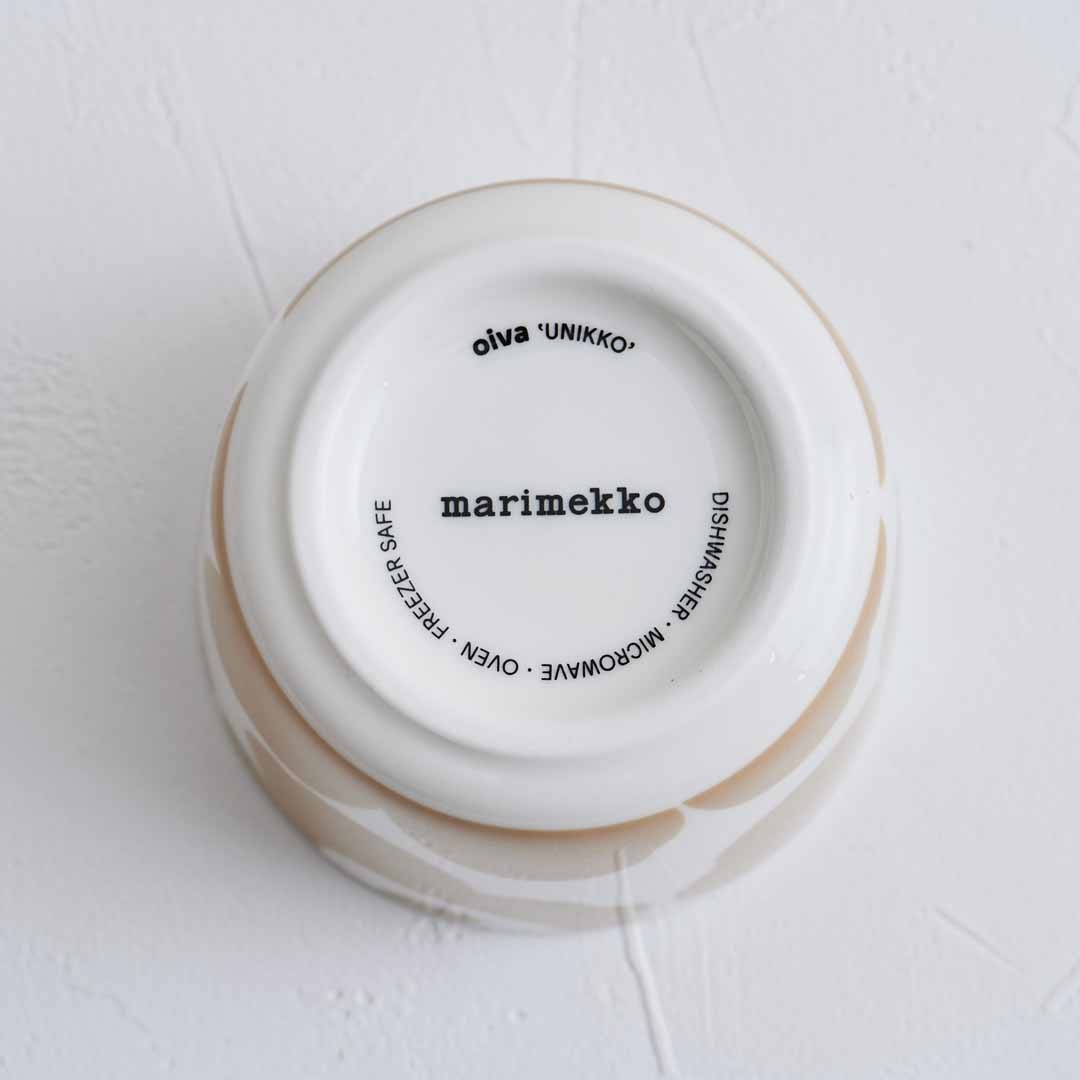 oiva ‘UNIKKO’
marimekko
DISHWASHER · MICROWAVE · OVEN · FREEZER SAFE